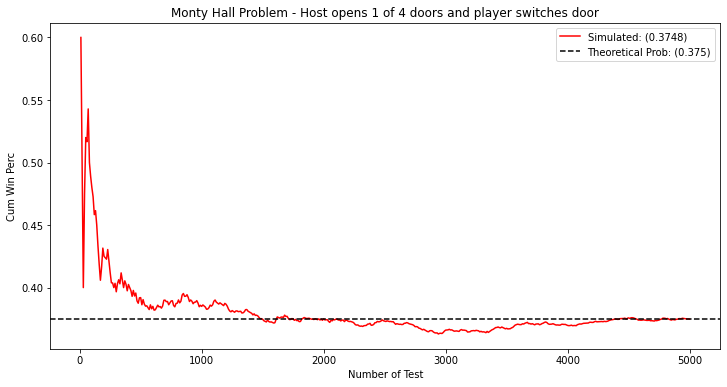 Monty Hall Problem - Host opens 1 of 4 doors and player switches door
Simulated: (0.3748)
Theoretical Prob: (0.375)
0.60
0.55
0.50
0.45
0.40
Cum Win Perc
0
1000
2000
3000
4000
5000
Number of Test